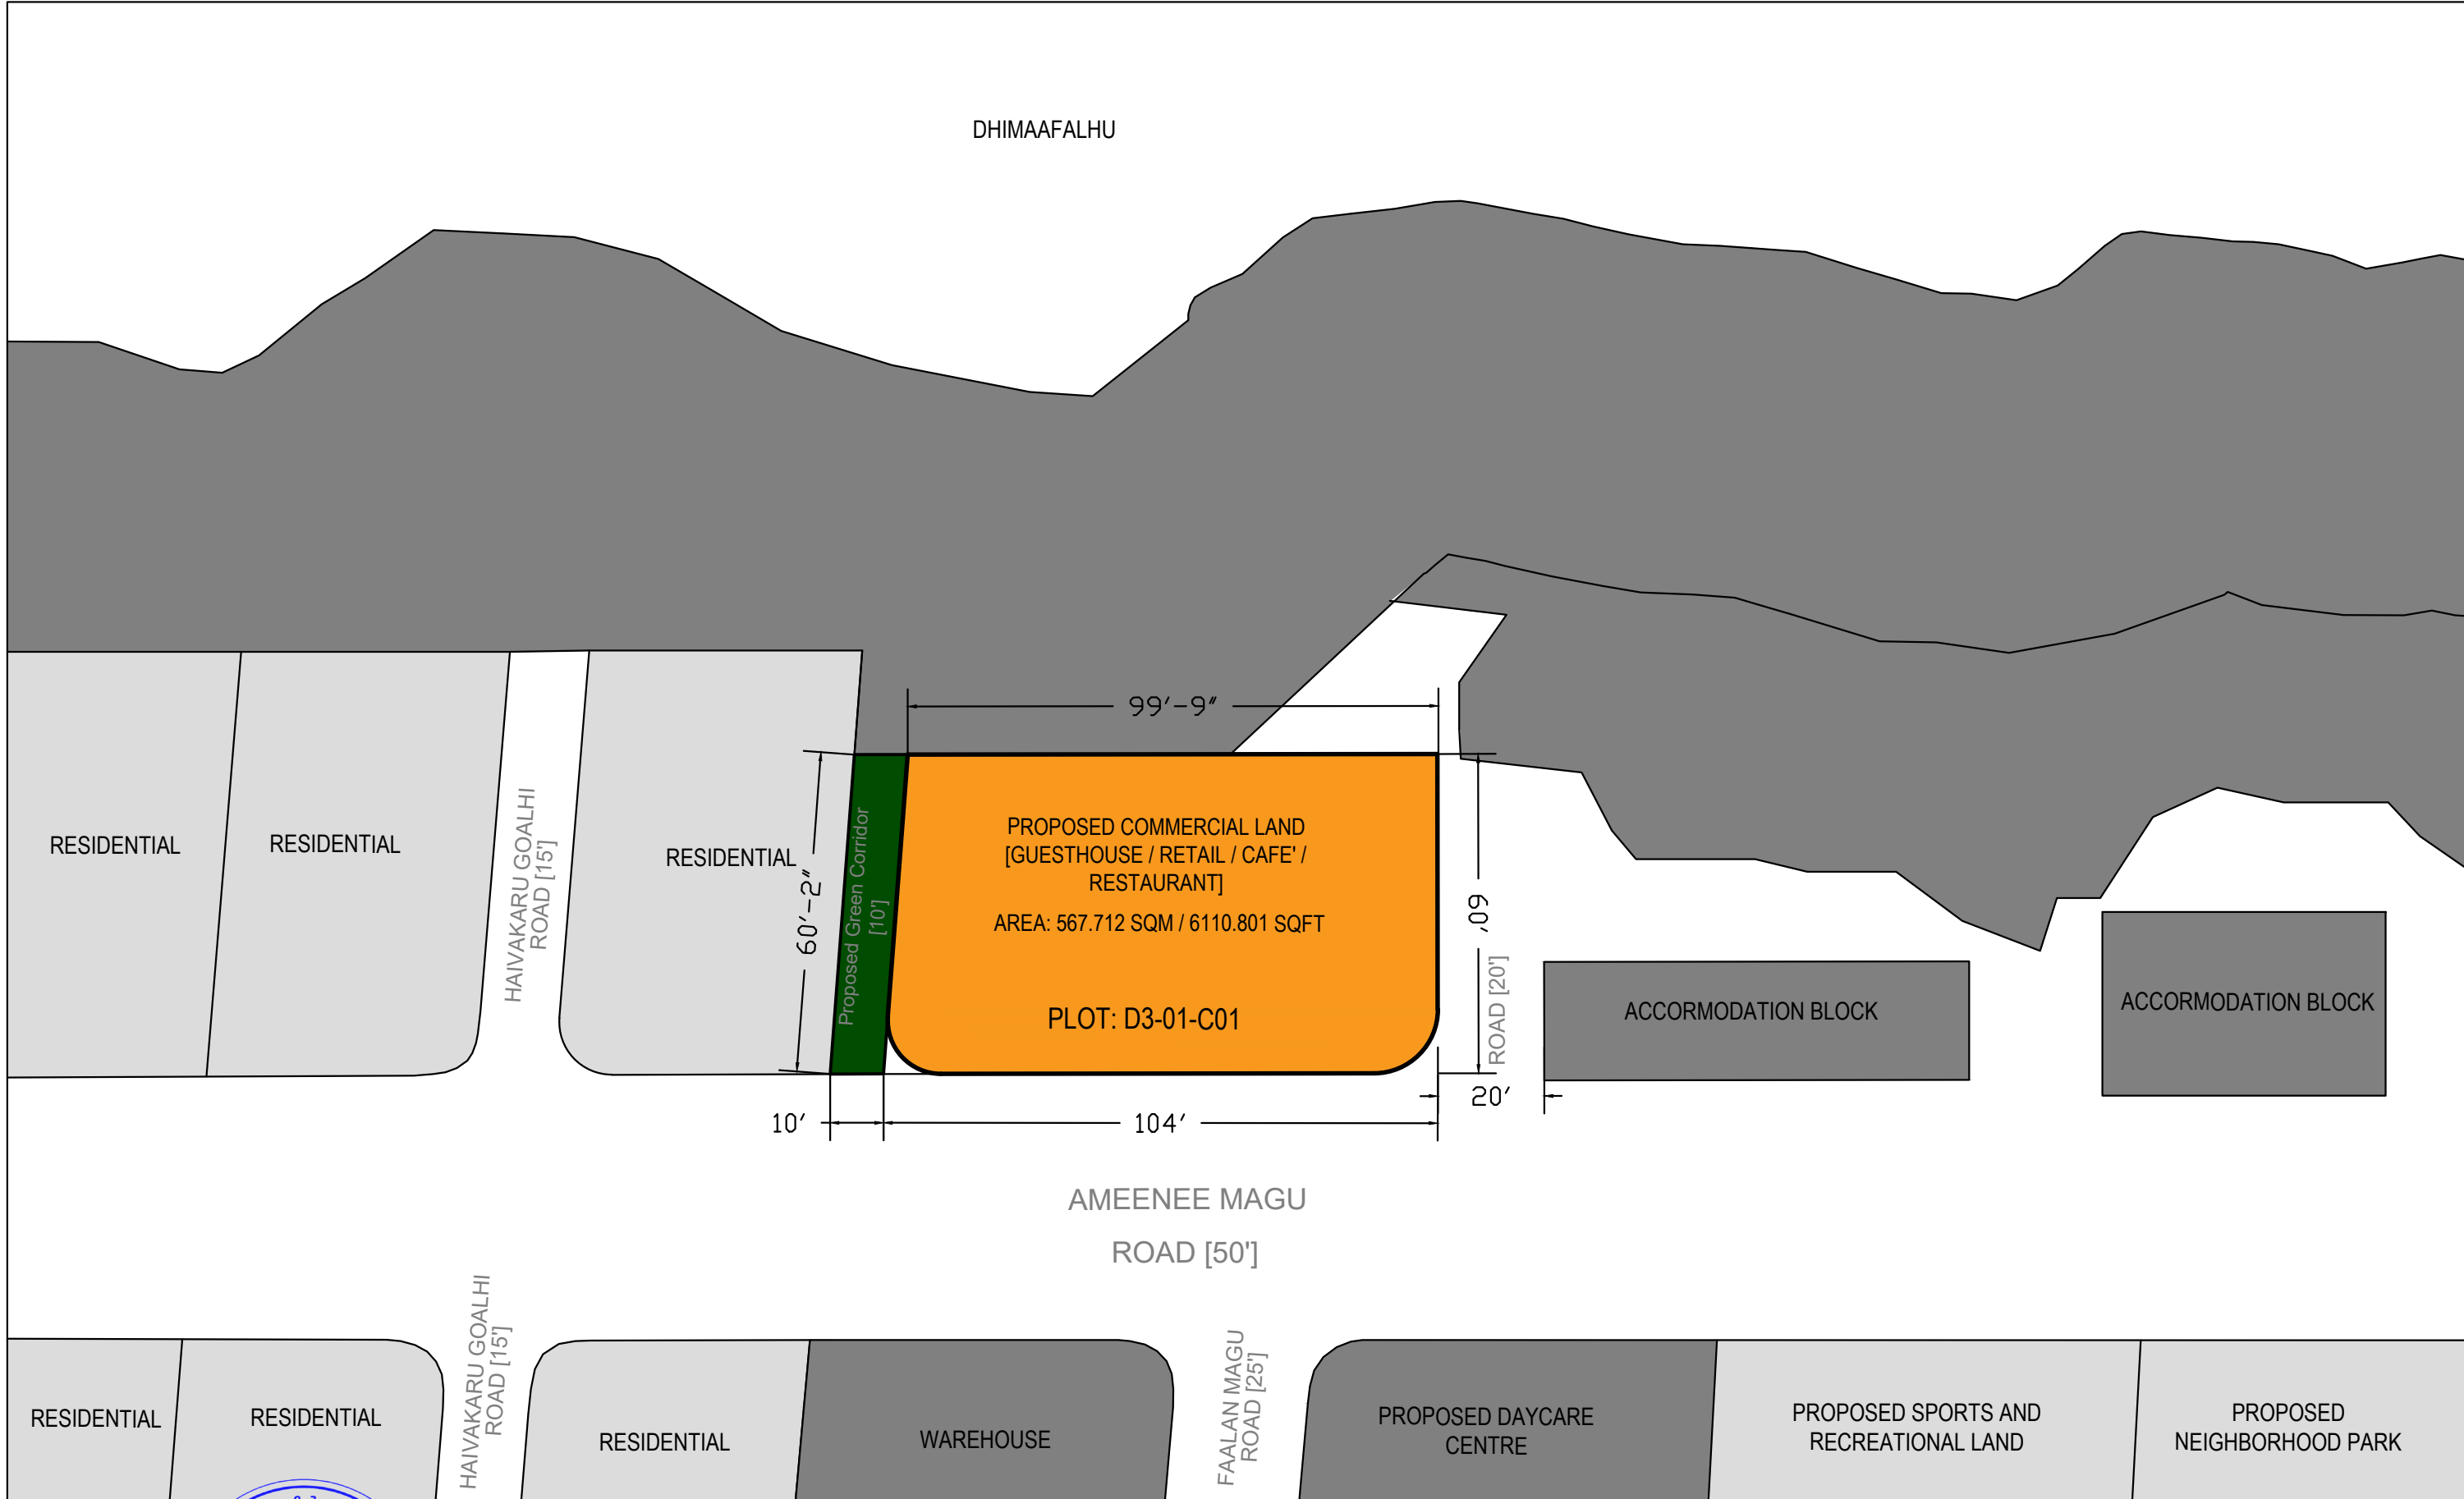 DHIMAAFALHU
99'-9"
RESIDENTIAL
RESIDENTIAL
HAIVAKARU GOALHI
ROAD [15']
RESIDENTIAL
60'-2"
Proposed Green Corridor
[10']
PROPOSED COMMERCIAL LAND
[GUESTHOUSE / RETAIL / CAFE' /
RESTAURANT]
AREA: 567.712 SQM / 6110.801 SQFT
PLOT: D3-01-C01
60'
ROAD [20']
ACCORMODATION BLOCK
ACCORMODATION BLOCK
10'
104'
20'
AMEENEE MAGU
ROAD [50']
RESIDENTIAL
RESIDENTIAL
HAIVAKARU GOALHI
ROAD [15']
RESIDENTIAL
WAREHOUSE
FAALAN MAGU
ROAD [25']
PROPOSED DAYCARE
CENTRE
PROPOSED SPORTS AND
RECREATIONAL LAND
PROPOSED
NEIGHBORHOOD PARK